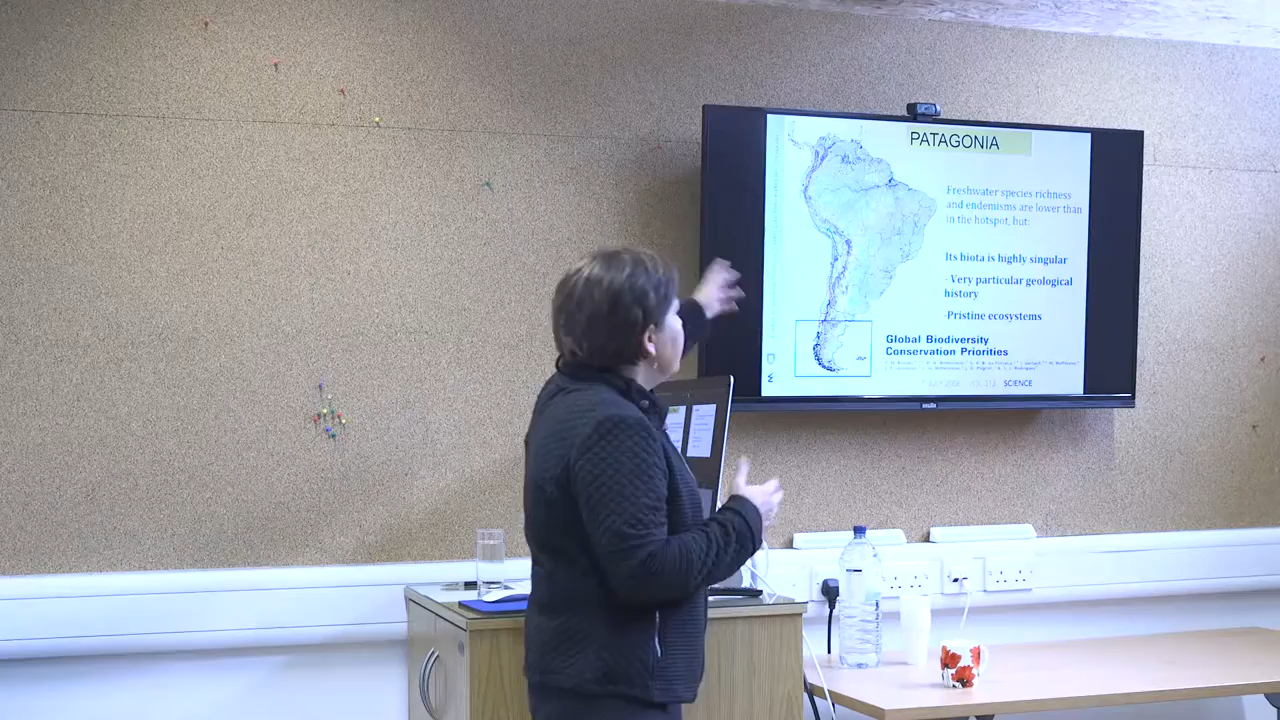 PATAGONIA
Freshwater species richness
and endemisms are lower than
in the hotspot, but:
Its biota is highly singular
- Very particular geological
history
-Pristine ecosystems
Global Biodiversity
Conservation Priorities
SCIENCE